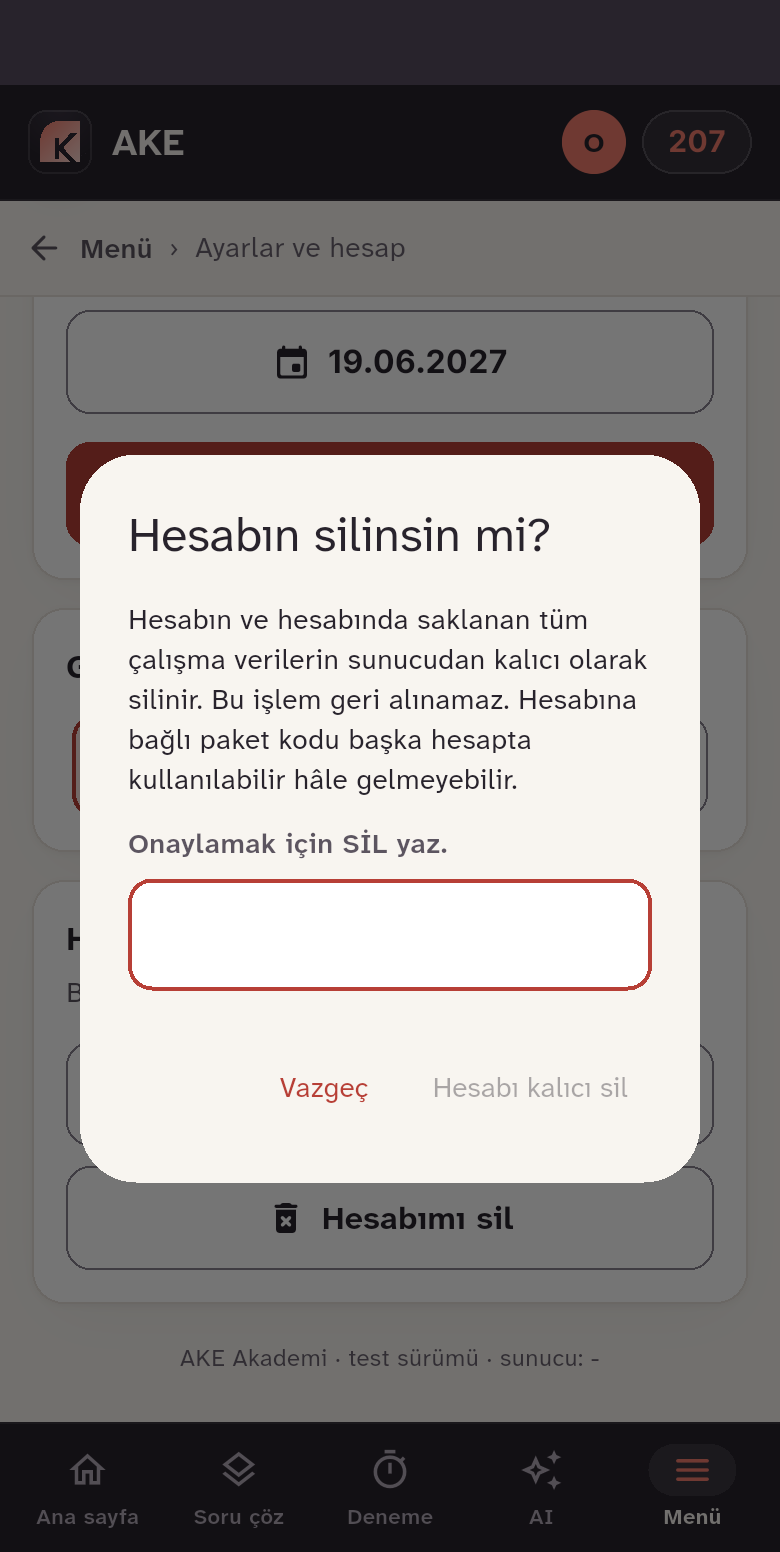 AKE
O
207
Menü › Ayarlar ve hesap
19.06.2027
Hesabın silinsin mi?
Hesabın ve hesabında saklanan tüm
çalışma verilerin sunucudan kalıcı olarak
silinir. Bu işlem geri alınamaz. Hesabına
bağlı paket kodu başka hesapta
kullanılabilir hâle gelmeyebilir.
Onaylamak için SİL yaz.
Vazgeç
Hesabı kalıcı sil
Hesabımı sil
AKE Akademi · test sürümü · sunucu: -
Ana sayfa
Soru çöz
Deneme
AI
Menü